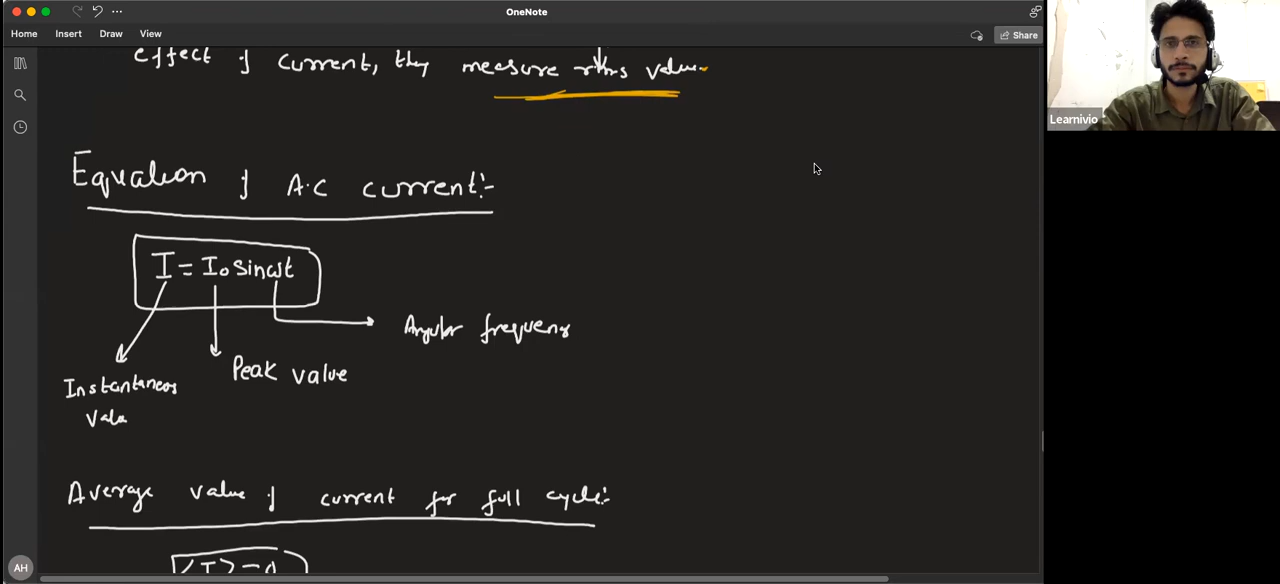 OneNote
Home Insert Draw View
Share
Learnivio
effect of current, they measure rms value.
Equation of A.C current:-
I = I₀ sinωt
Angular frequency
Peak value
Instantaneous
Value
Average value of current for full cycle:-
AH